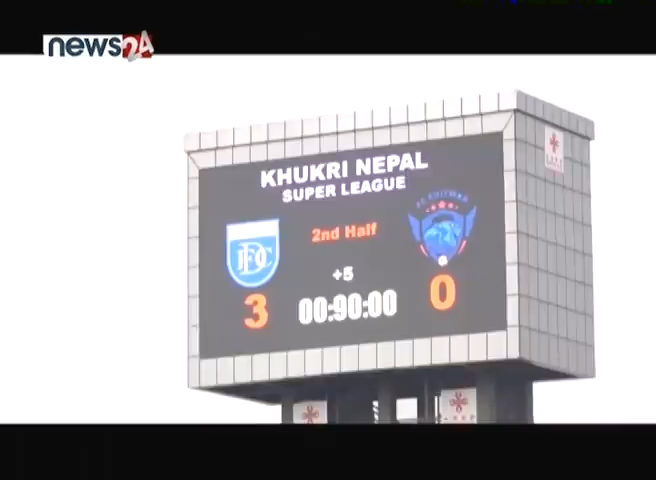 news24
KHUKRI NEPAL
SUPER LEAGUE
2nd Half
+5
3
00:90:00
0